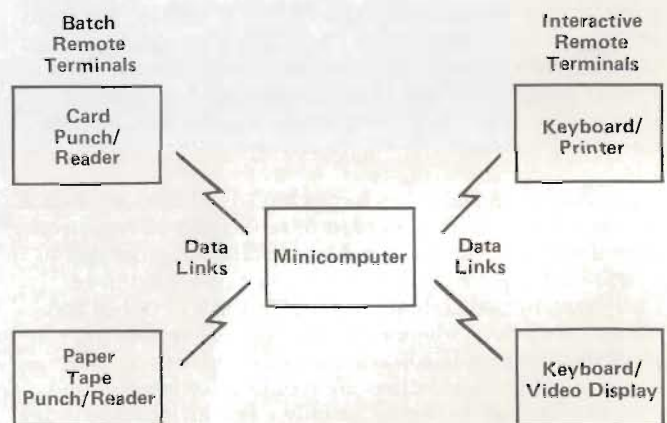 Batch
Remote
Terminals
Interactive
Remote
Terminals
Card
Punch/
Reader
Keyboard/
Printer
Data
Links
Minicomputer
Data
Links
Paper
Tape
Punch/Reader
Keyboard/
Video Display